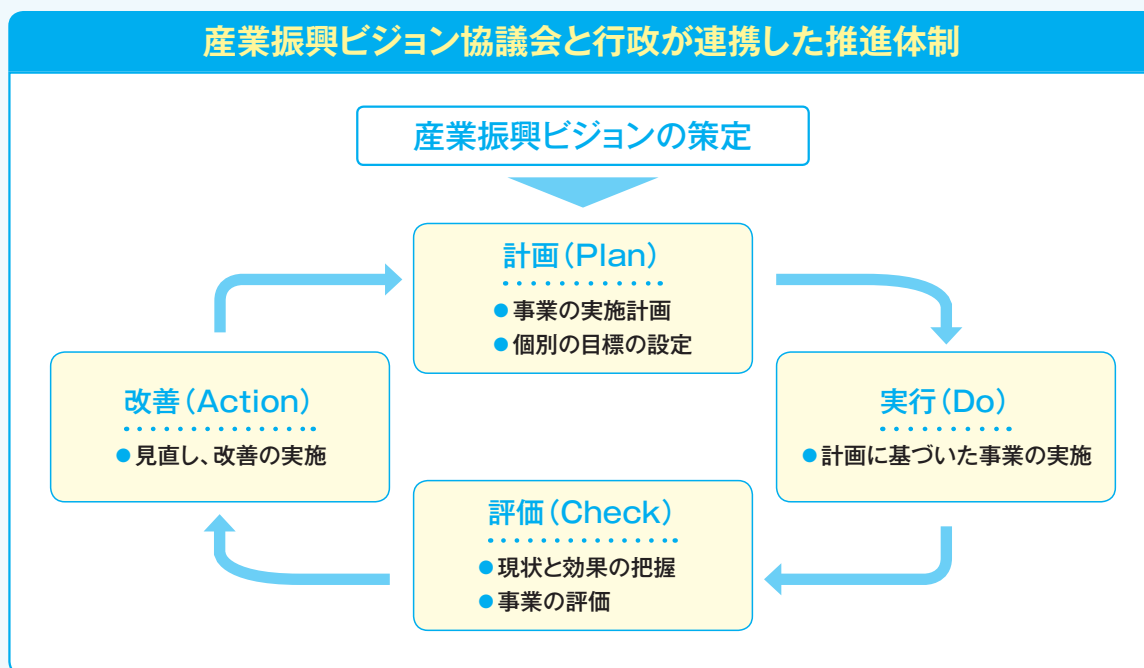 産業振興ビジョン協議会と行政が連携した推進体制
産業振興ビジョンの策定
計画(Plan)
●事業の実施計画
●個別の目標の設定
実行(Do)
●計画に基づいた事業の実施
評価(Check)
●現状と効果の把握
●事業の評価
改善(Action)
●見直し、改善の実施